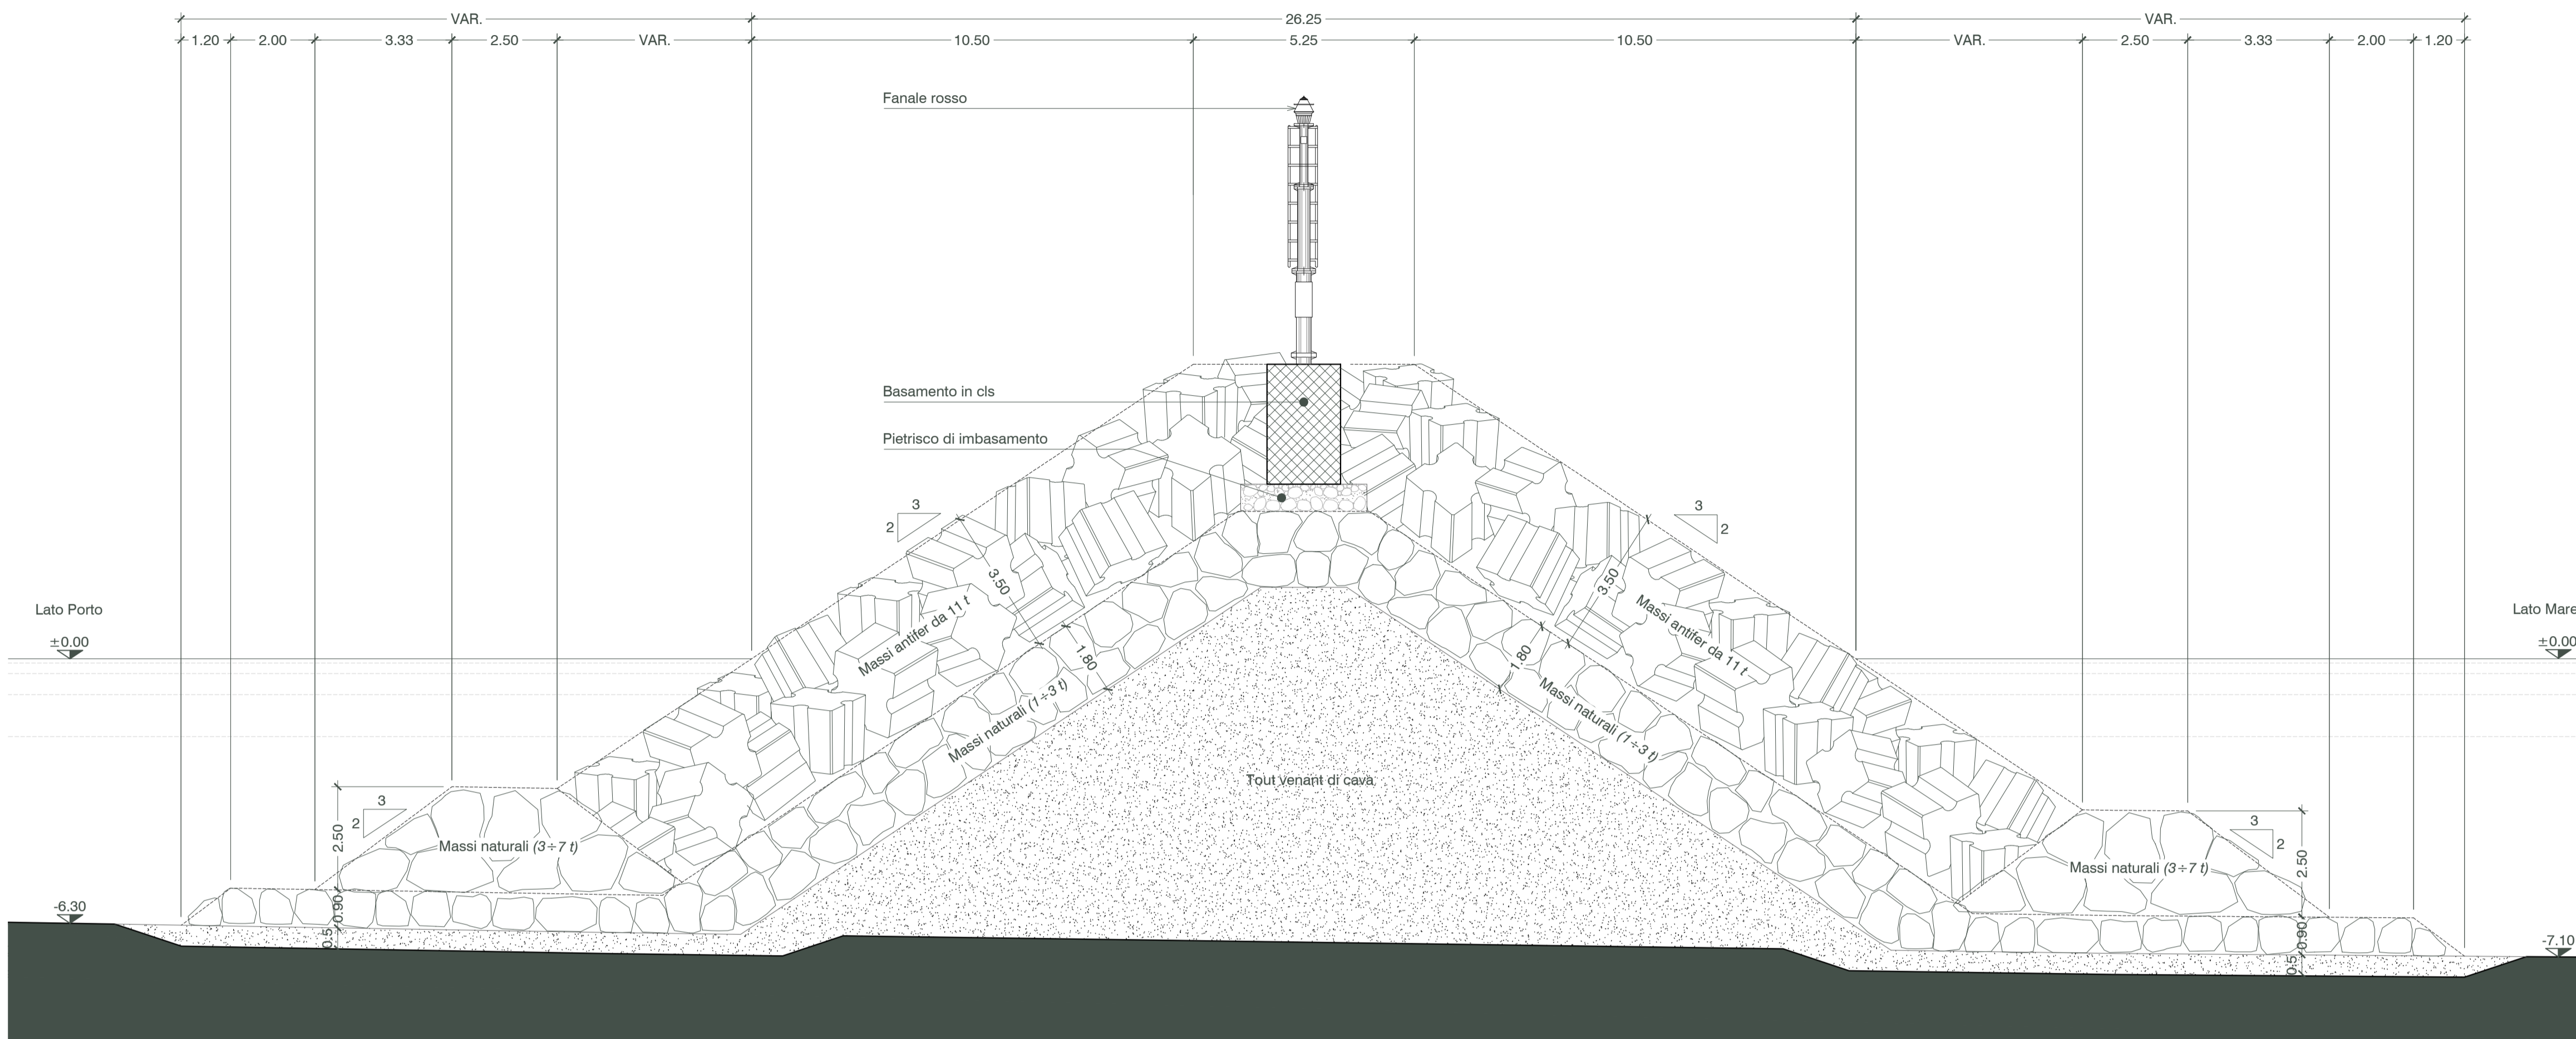 VAR.
26.25
VAR.
1.20
2.00
3.33
2.50
VAR.
10.50
5.25
10.50
VAR.
2.50
3.33
2.00
1.20
Fanale rosso
Basamento in cls
Pietrisco di imbasamento
3
2
3
2
3.50
3.50
Lato Porto
Lato Mare
±0.00
±0.00
Massi antifer da 11 t
Massi antifer da 11 t
1.80
1.80
Massi naturali (1÷3 t)
Massi naturali (1÷3 t)
Tout venant di cava
3
2
3
2
2.50
2.50
Massi naturali (3÷7 t)
Massi naturali (3÷7 t)
-6.30
0.90
0.5
-7.10
0.90
0.5